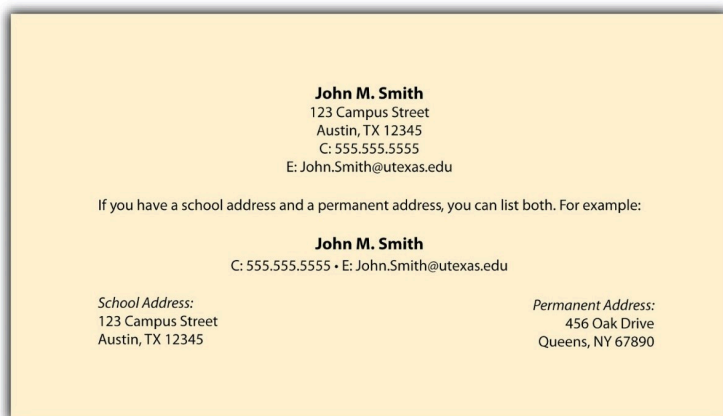 John M. Smith
123 Campus Street
Austin, TX 12345
C: 555.555.5555
E: John.Smith@utexas.edu
If you have a school address and a permanent address, you can list both. For example:
John M. Smith
C: 555.555.5555 • E: John.Smith@utexas.edu
School Address:
123 Campus Street
Austin, TX 12345
Permanent Address:
456 Oak Drive
Queens, NY 67890